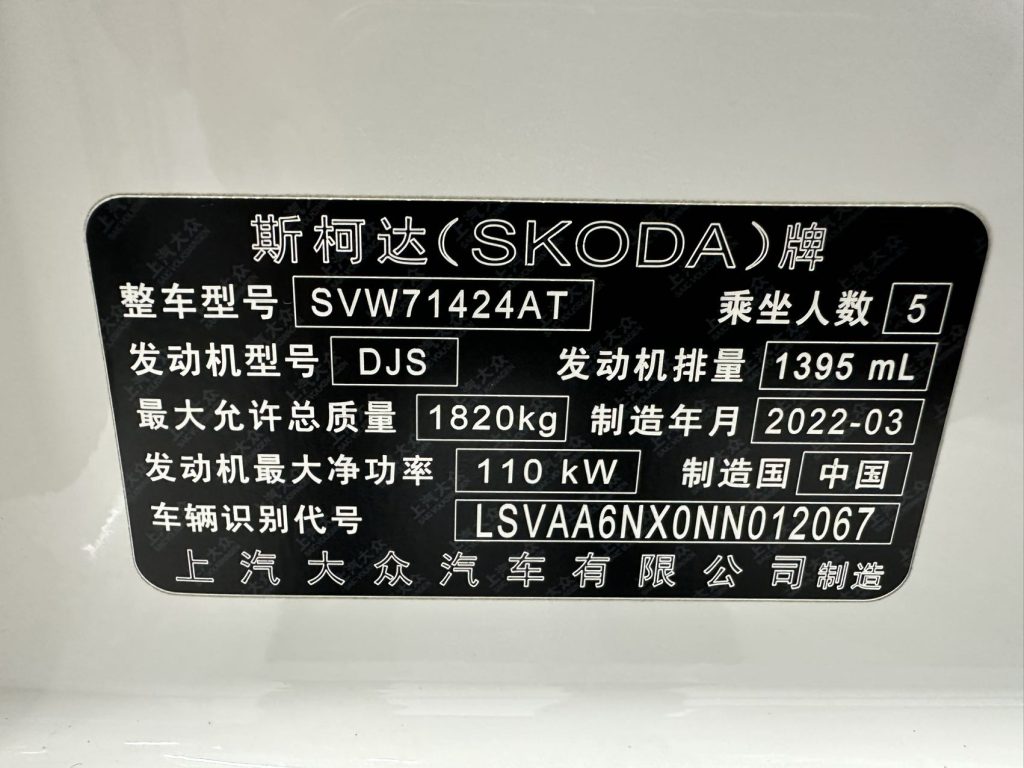 斯柯达(SKODA)牌
整车型号 SVW71424AT 乘坐人数 5
发动机型号 DJS 发动机排量 1395 mL
最大允许总质量 1820kg 制造年月 2022-03
发动机最大净功率 110 kW 制造国 中国
车辆识别代号 LSVAA6NX0NN012067
上汽大众汽车有限公司制造